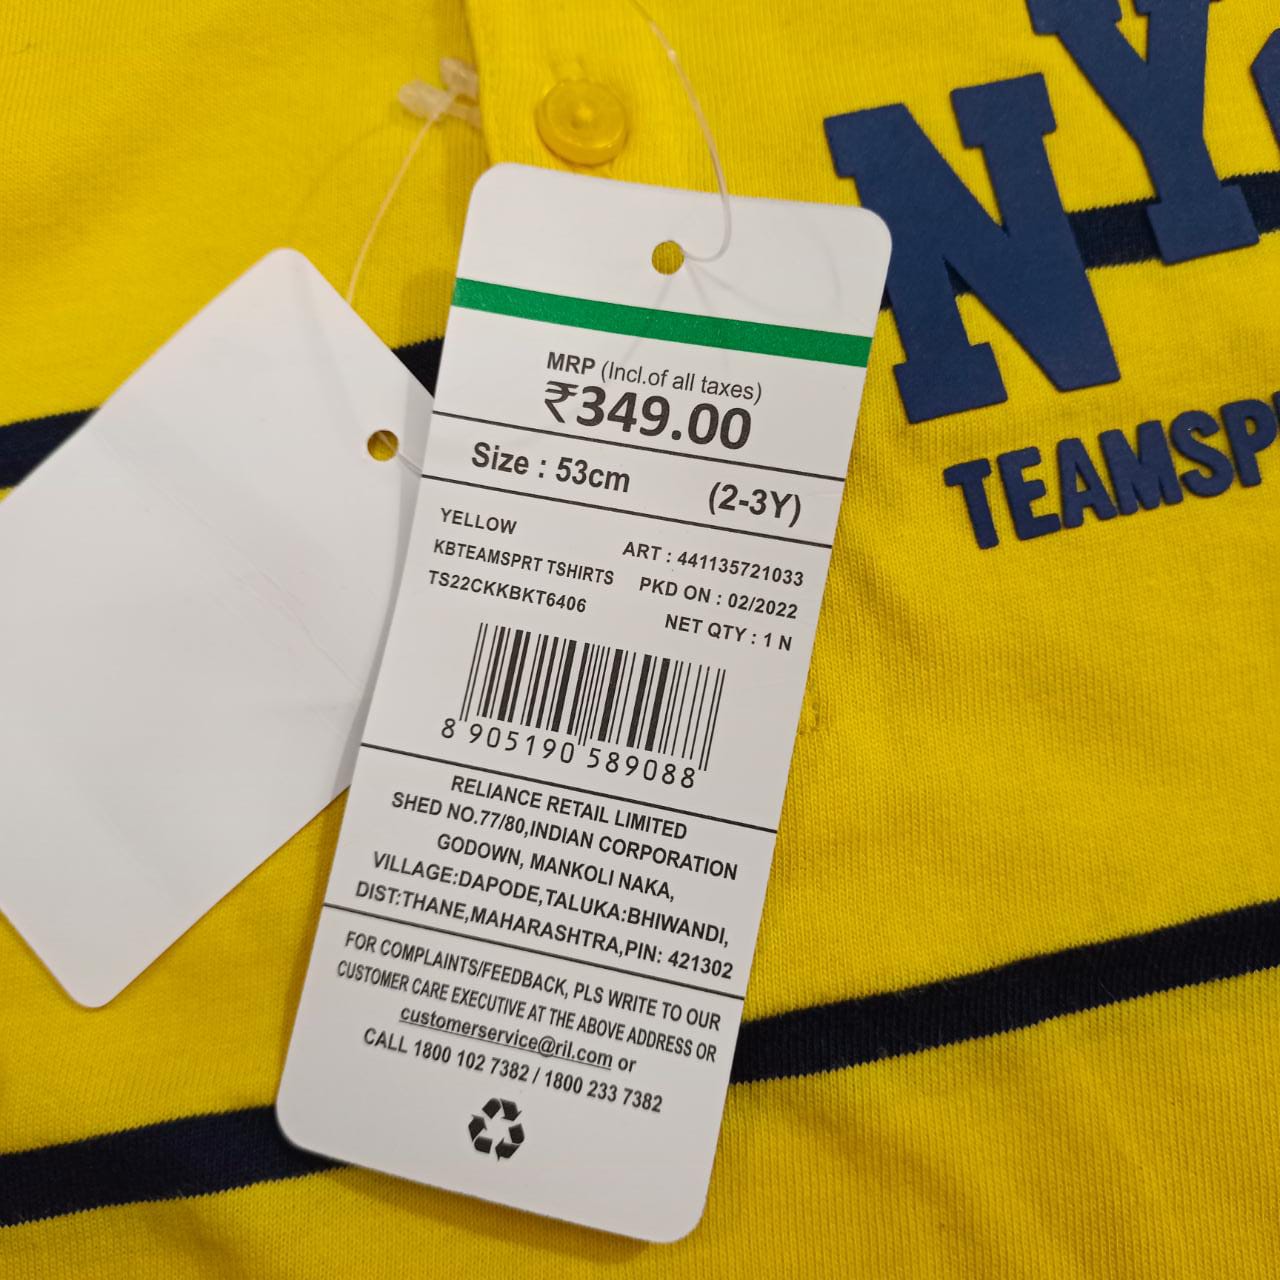 NY
TEAMSP
MRP (Incl.of all taxes)
₹349.00
Size : 53cm (2-3Y)
YELLOW
ART : 441135721033
KBTEAMSPRT TSHIRTS
PKD ON : 02/2022
TS22CKKBKT6406
NET QTY : 1 N
8 905190 589088
RELIANCE RETAIL LIMITED
SHED NO.77/80,INDIAN CORPORATION
GODOWN, MANKOLI NAKA,
VILLAGE:DAPODE,TALUKA:BHIWANDI,
DIST:THANE,MAHARASHTRA,PIN: 421302
FOR COMPLAINTS/FEEDBACK, PLS WRITE TO OUR
CUSTOMER CARE EXECUTIVE AT THE ABOVE ADDRESS OR
customerservice@ril.com or
CALL 1800 102 7382 / 1800 233 7382